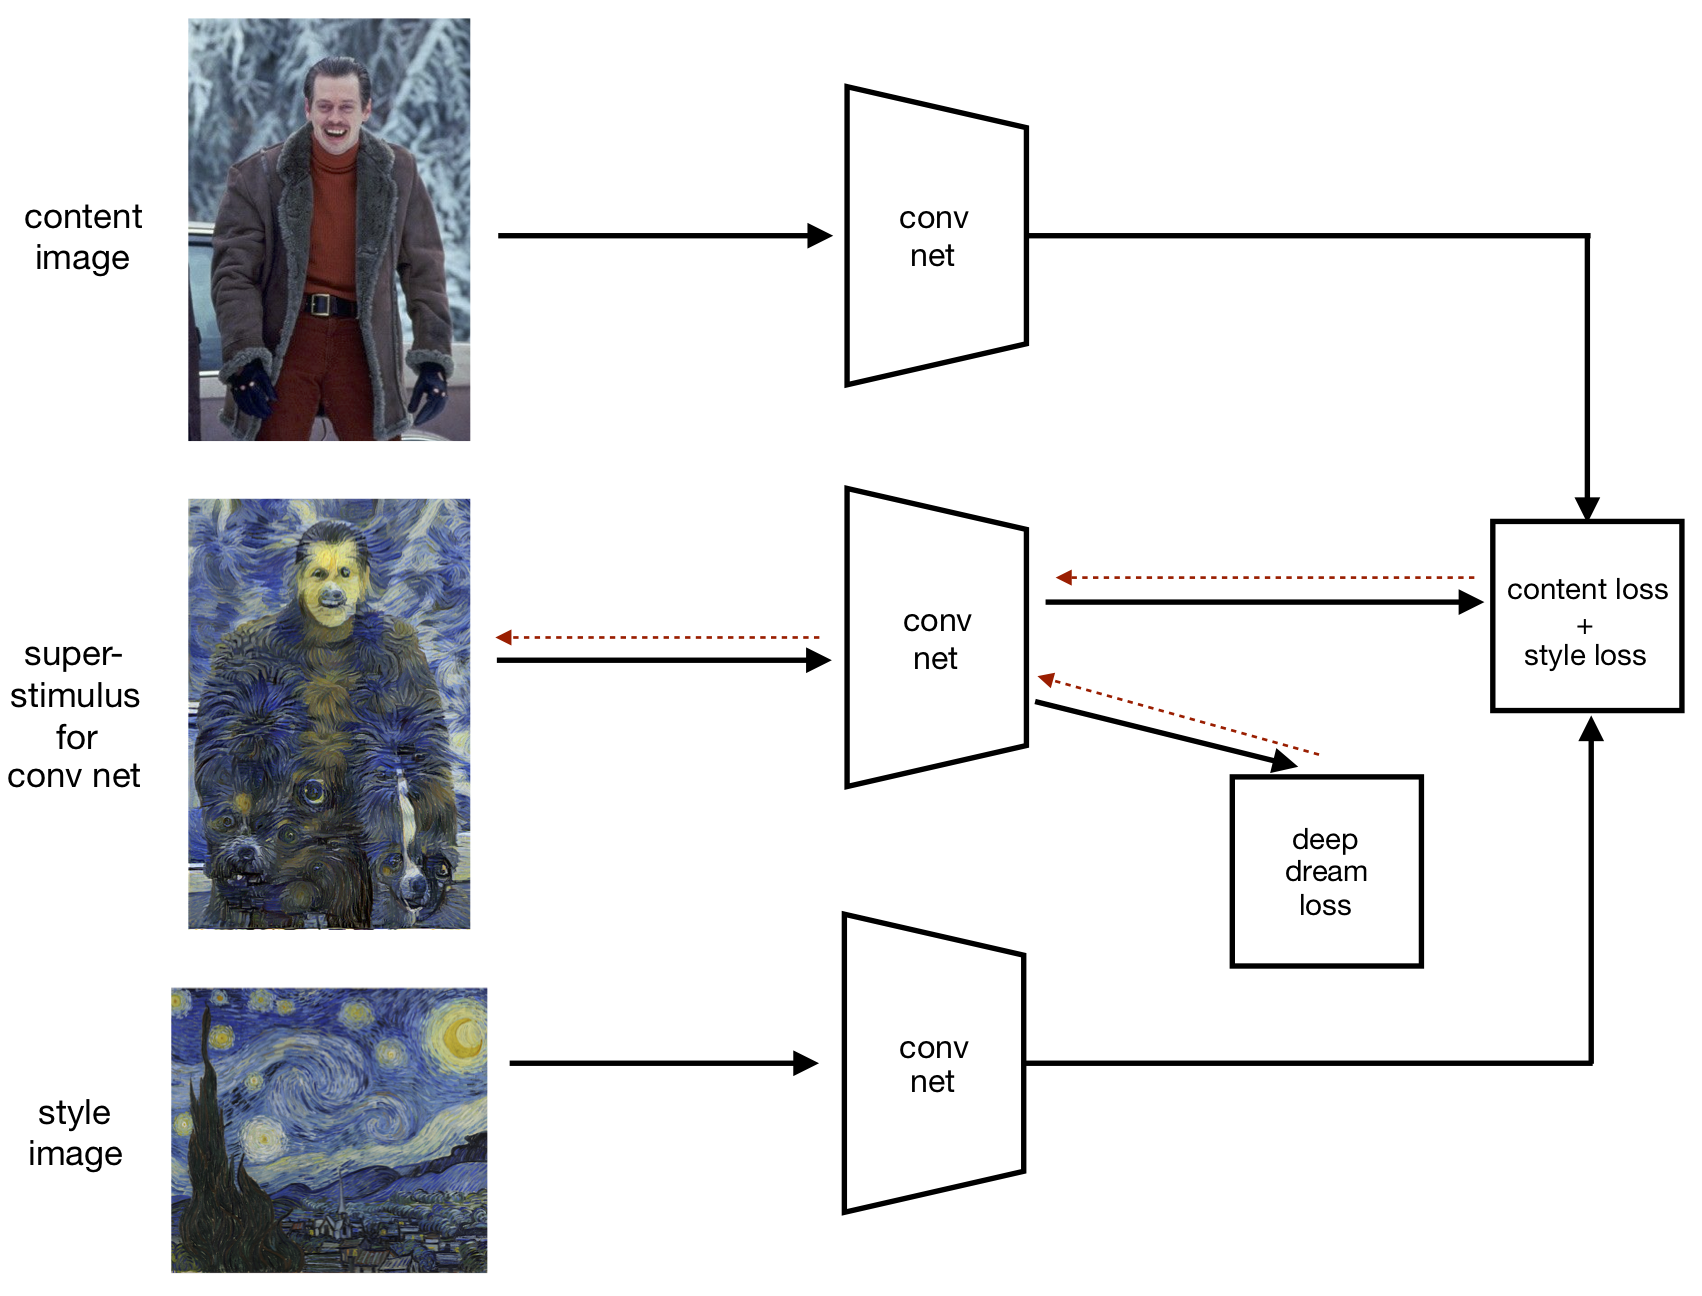 content
image
conv
net
super-
stimulus
for
conv net
conv
net
content loss
+
style loss
deep
dream
loss
style
image
conv
net